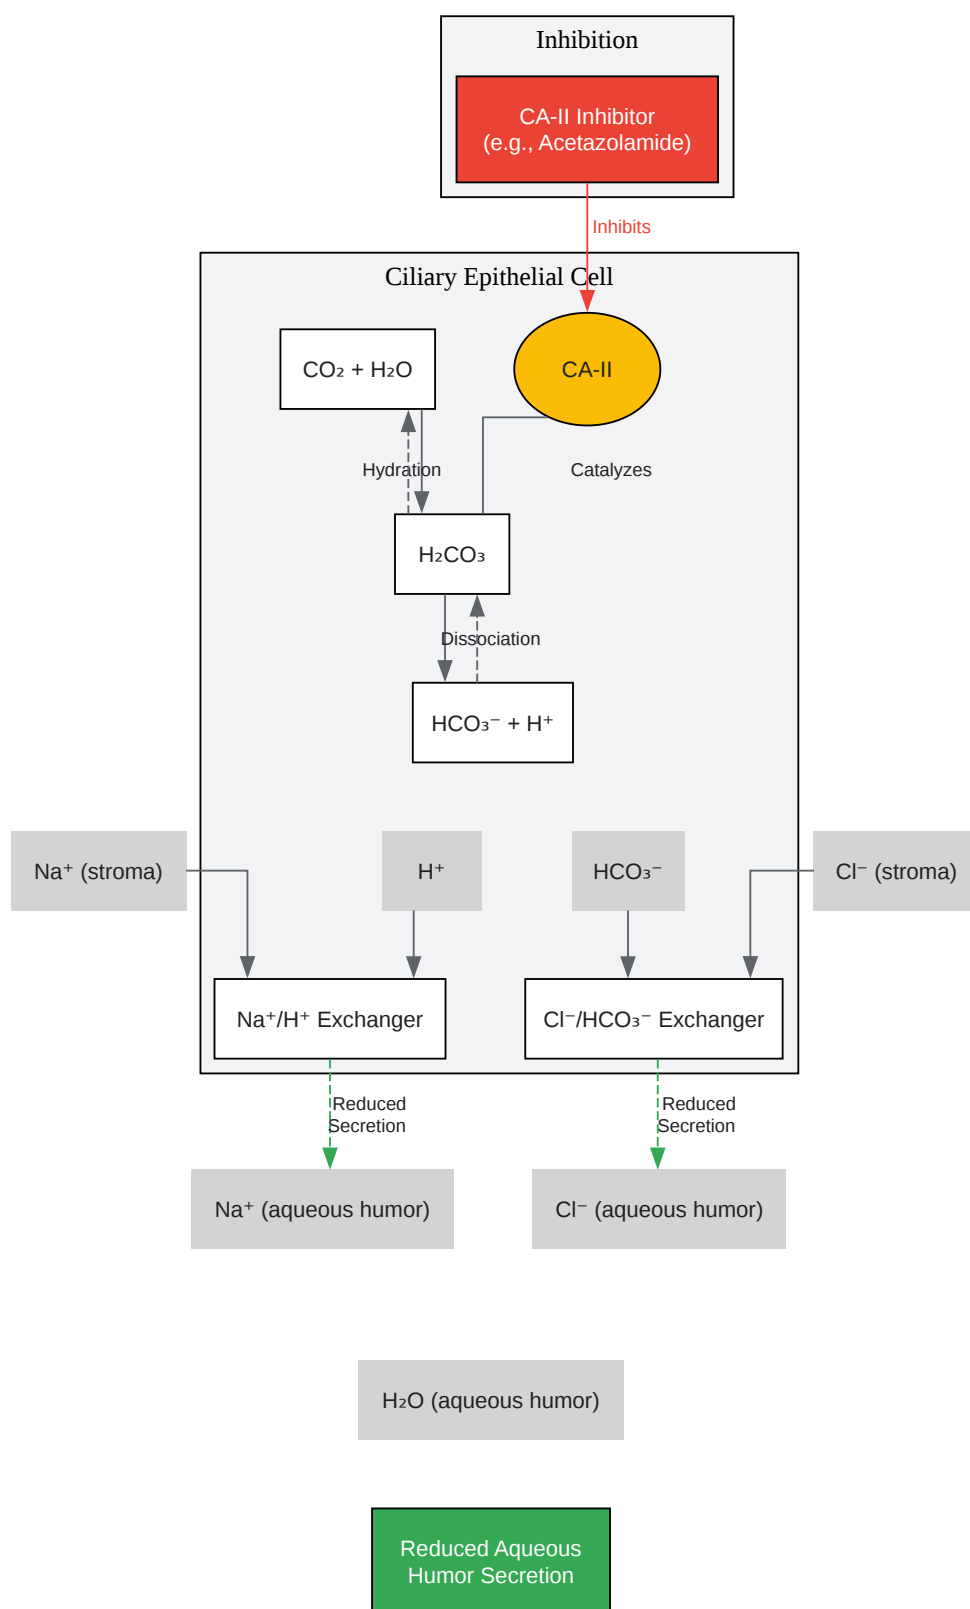 Inhibition
CA-II Inhibitor
(e.g., Acetazolamide)
Inhibits
Ciliary Epithelial Cell
CO₂ + H₂O
CA-II
Hydration
Catalyzes
H₂CO₃
Dissociation
HCO₃⁻ + H⁺
Na⁺ (stroma)
H⁺
HCO₃⁻
Cl⁻ (stroma)
Na⁺/H⁺ Exchanger
Cl⁻/HCO₃⁻ Exchanger
Reduced
Secretion
Reduced
Secretion
Na⁺ (aqueous humor)
Cl⁻ (aqueous humor)
H₂O (aqueous humor)
Reduced Aqueous
Humor Secretion